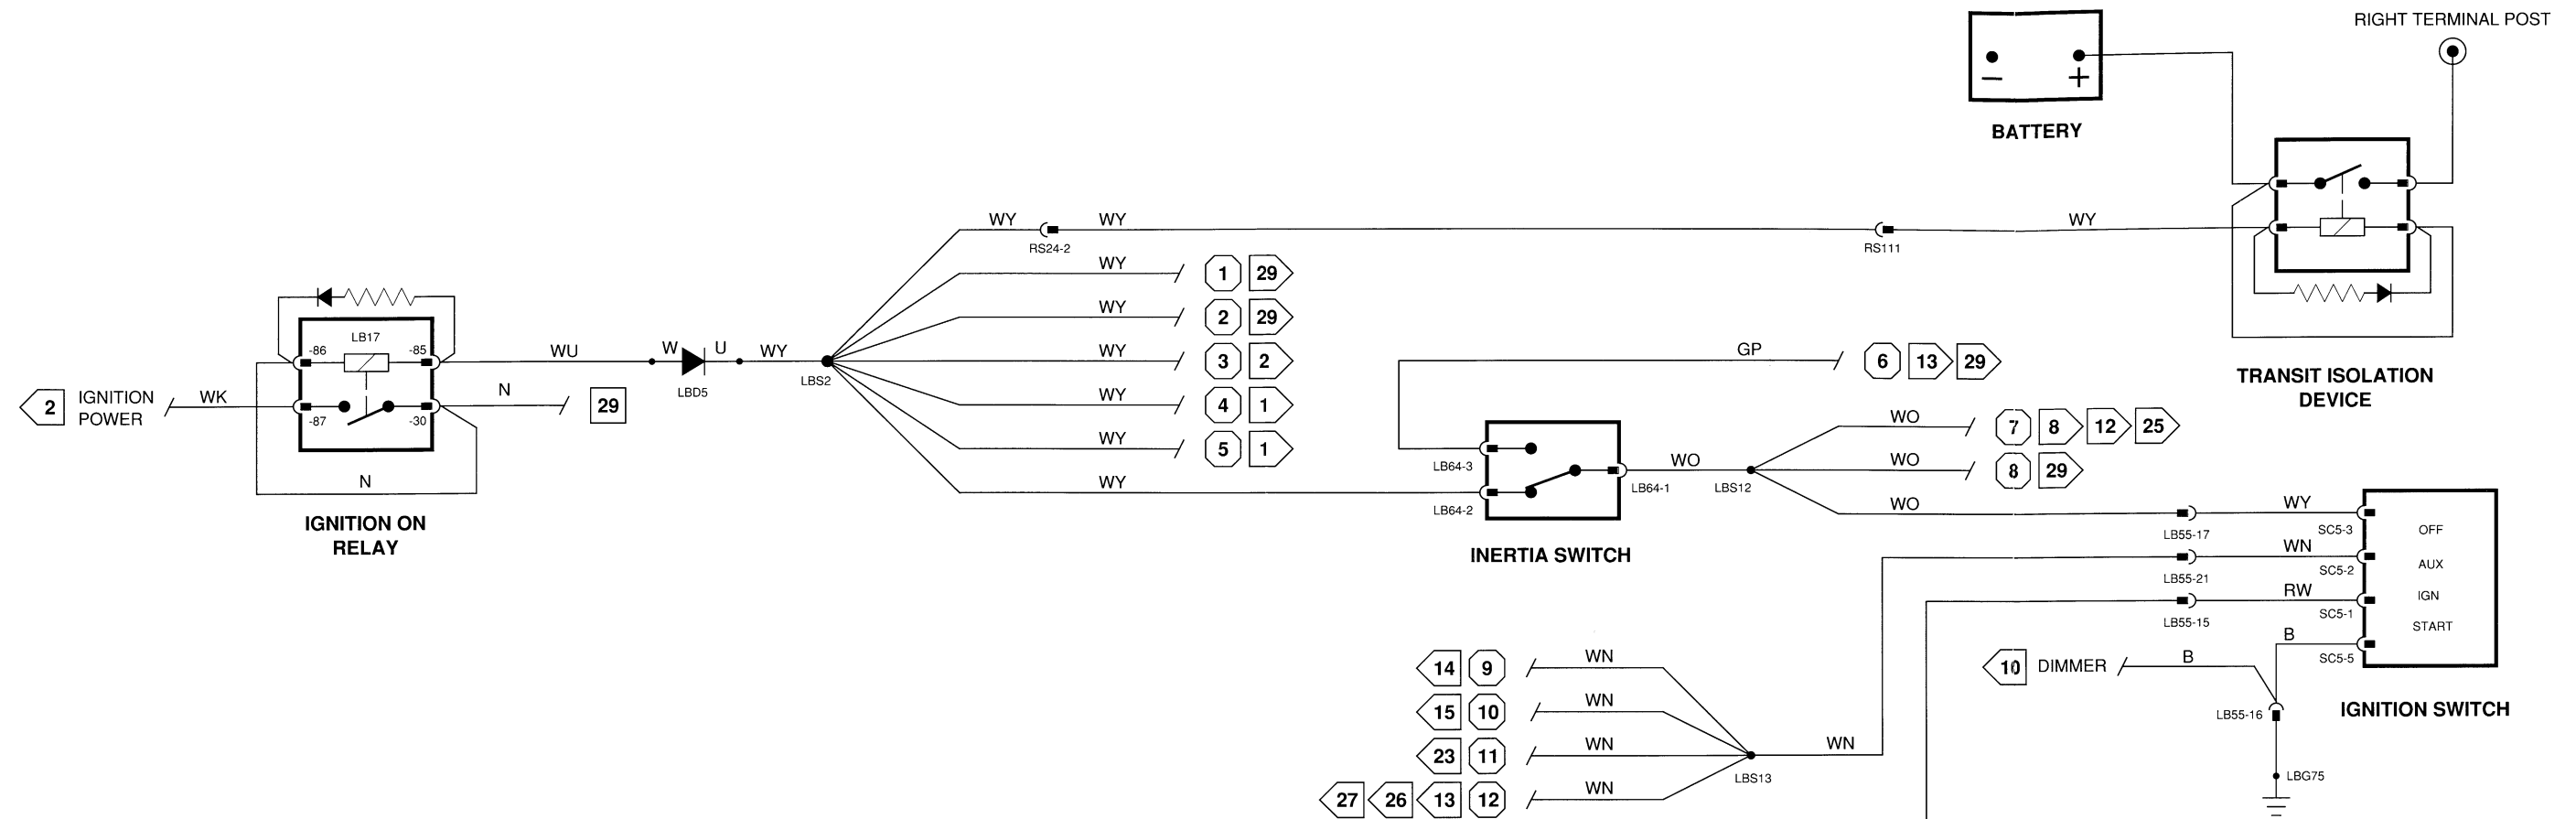 RIGHT TERMINAL POST
− +
BATTERY
WY WY WY
RS24-2 RS111
WY 1 29
WY 2 29
LB17
-86 -85
WU W U WY WY 3 2
LBD5 LBS2
GP 6 13 29
TRANSIT ISOLATION
DEVICE
2 IGNITION
POWER
WK N 29
-87 -30
WY 4 1
WO 7 8 12 25
WY 5 1
LB64-3 WO WO 8 29
N WY
LB64-2 LB64-1 LBS12
WO WY
LB55-17 SC5-3 OFF
IGNITION ON
RELAY
INERTIA SWITCH
WN
LB55-21 SC5-2 AUX
RW
LB55-15 SC5-1 IGN
START
B
SC5-5
14 9 WN
10 DIMMER B
15 10 WN
LB55-16 IGNITION SWITCH
23 11 WN WN
LBS13 LBG75
27 26 13 12 WN